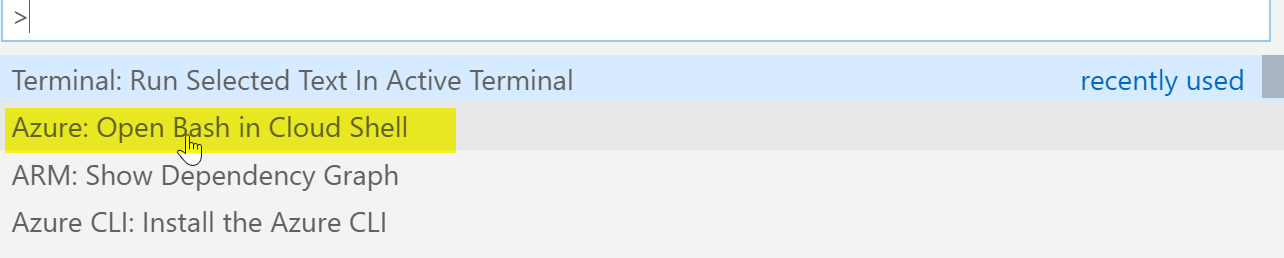 >
Terminal: Run Selected Text In Active Terminal recently used
Azure: Open Bash in Cloud Shell
ARM: Show Dependency Graph
Azure CLI: Install the Azure CLI